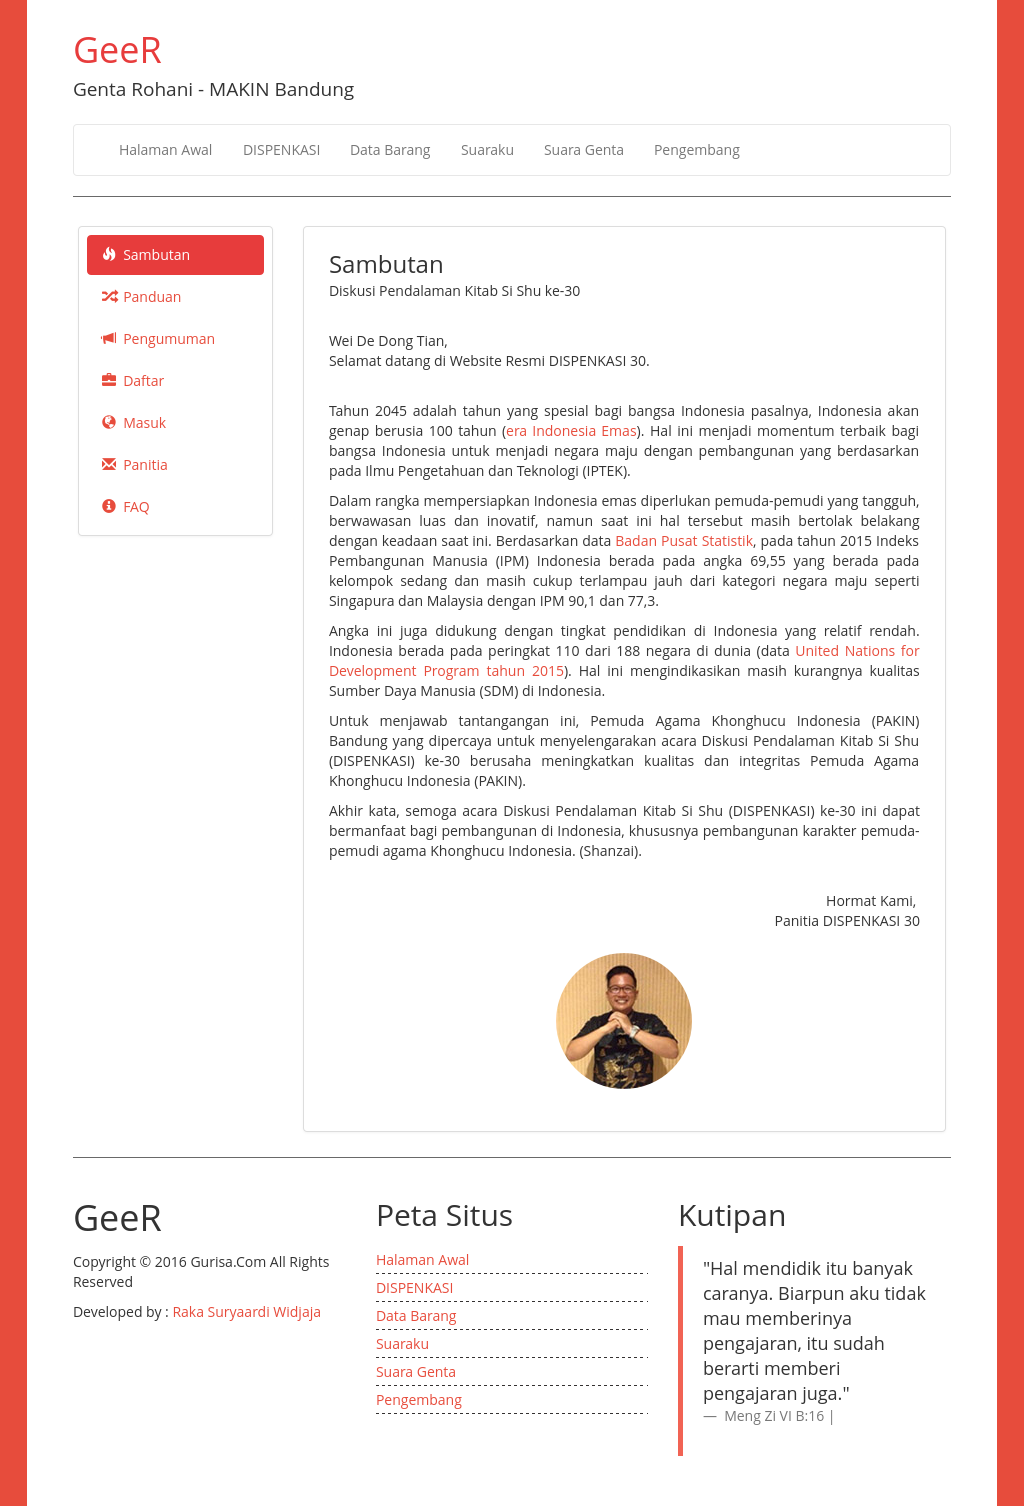 GeeR
Genta Rohani - MAKIN Bandung
Halaman Awal DISPENKASI Data Barang Suaraku Suara Genta Pengembang
Sambutan
Panduan
Pengumuman
Daftar
Masuk
Panitia
FAQ
Sambutan
Diskusi Pendalaman Kitab Si Shu ke-30
Wei De Dong Tian,
Selamat datang di Website Resmi DISPENKASI 30.
Tahun 2045 adalah tahun yang spesial bagi bangsa Indonesia pasalnya, Indonesia akan
genap berusia 100 tahun (era Indonesia Emas). Hal ini menjadi momentum terbaik bagi
bangsa Indonesia untuk menjadi negara maju dengan pembangunan yang berdasarkan
pada Ilmu Pengetahuan dan Teknologi (IPTEK).
Dalam rangka mempersiapkan Indonesia emas diperlukan pemuda-pemudi yang tangguh,
berwawasan luas dan inovatif, namun saat ini hal tersebut masih bertolak belakang
dengan keadaan saat ini. Berdasarkan data Badan Pusat Statistik, pada tahun 2015 Indeks
Pembangunan Manusia (IPM) Indonesia berada pada angka 69,55 yang berada pada
kelompok sedang dan masih cukup terlampau jauh dari kategori negara maju seperti
Singapura dan Malaysia dengan IPM 90,1 dan 77,3.
Angka ini juga didukung dengan tingkat pendidikan di Indonesia yang relatif rendah.
Indonesia berada pada peringkat 110 dari 188 negara di dunia (data United Nations for
Development Program tahun 2015). Hal ini mengindikasikan masih kurangnya kualitas
Sumber Daya Manusia (SDM) di Indonesia.
Untuk menjawab tantangangan ini, Pemuda Agama Khonghucu Indonesia (PAKIN)
Bandung yang dipercaya untuk menyelengarakan acara Diskusi Pendalaman Kitab Si Shu
(DISPENKASI) ke-30 berusaha meningkatkan kualitas dan integritas Pemuda Agama
Khonghucu Indonesia (PAKIN).
Akhir kata, semoga acara Diskusi Pendalaman Kitab Si Shu (DISPENKASI) ke-30 ini dapat
bermanfaat bagi pembangunan di Indonesia, khususnya pembangunan karakter pemuda-
pemudi agama Khonghucu Indonesia. (Shanzai).
Hormat Kami,
Panitia DISPENKASI 30
GeeR
Copyright © 2016 Gurisa.Com All Rights
Reserved
Developed by : Raka Suryaardi Widjaja
Peta Situs
Halaman Awal
DISPENKASI
Data Barang
Suaraku
Suara Genta
Pengembang
Kutipan
"Hal mendidik itu banyak
caranya. Biarpun aku tidak
mau memberinya
pengajaran, itu sudah
berarti memberi
pengajaran juga."
— Meng Zi VI B:16 |